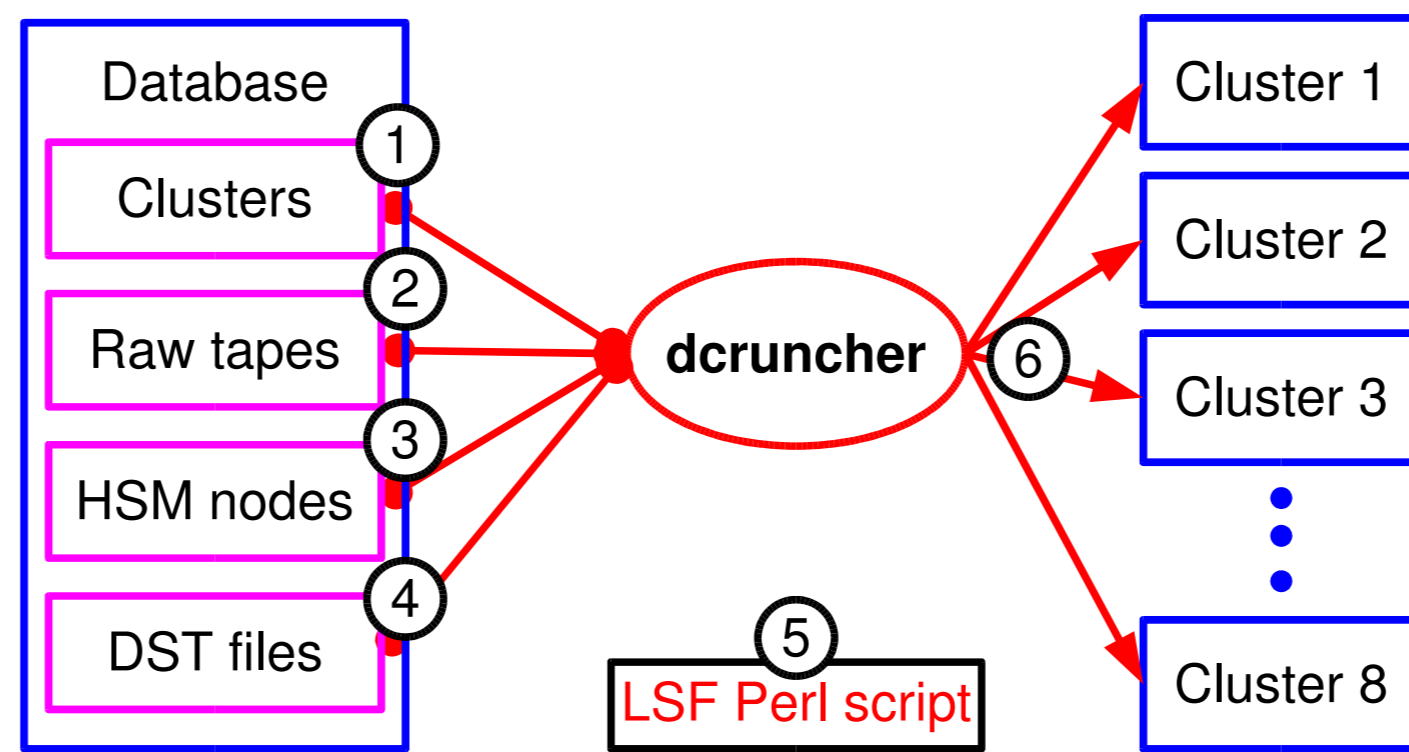 Database
1
Clusters
2
Raw tapes
3
HSM nodes
4
DST files
dcruncher
5
LSF Perl script
6
Cluster 1
Cluster 2
Cluster 3
Cluster 8